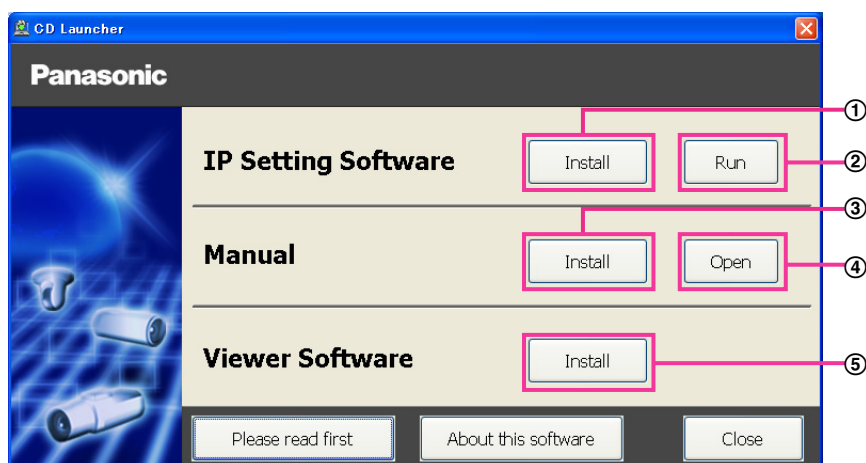 CD Launcher
Panasonic
①
IP Setting Software Install Run ②
③
Manual Install Open ④
Viewer Software Install ⑤
Please read first About this software Close